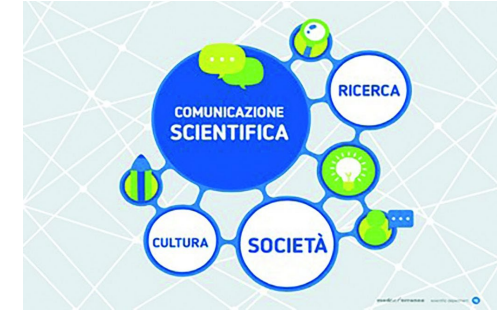 RICERCA
COMUNICAZIONE
SCIENTIFICA
CULTURA
SOCIETÀ